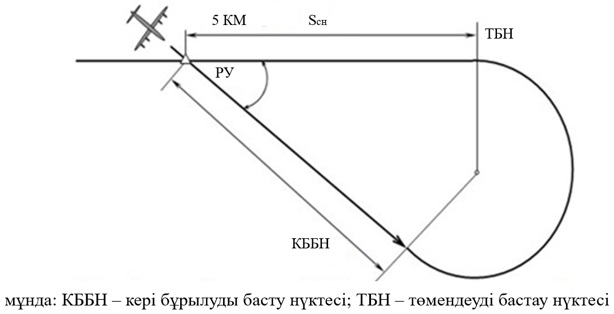 5 КМ Sсн
ТБН
РУ
КББН
мұнда: КББН – кері бұрылуды басту нүктесі; ТБН – төмендеуді бастау нүктесі